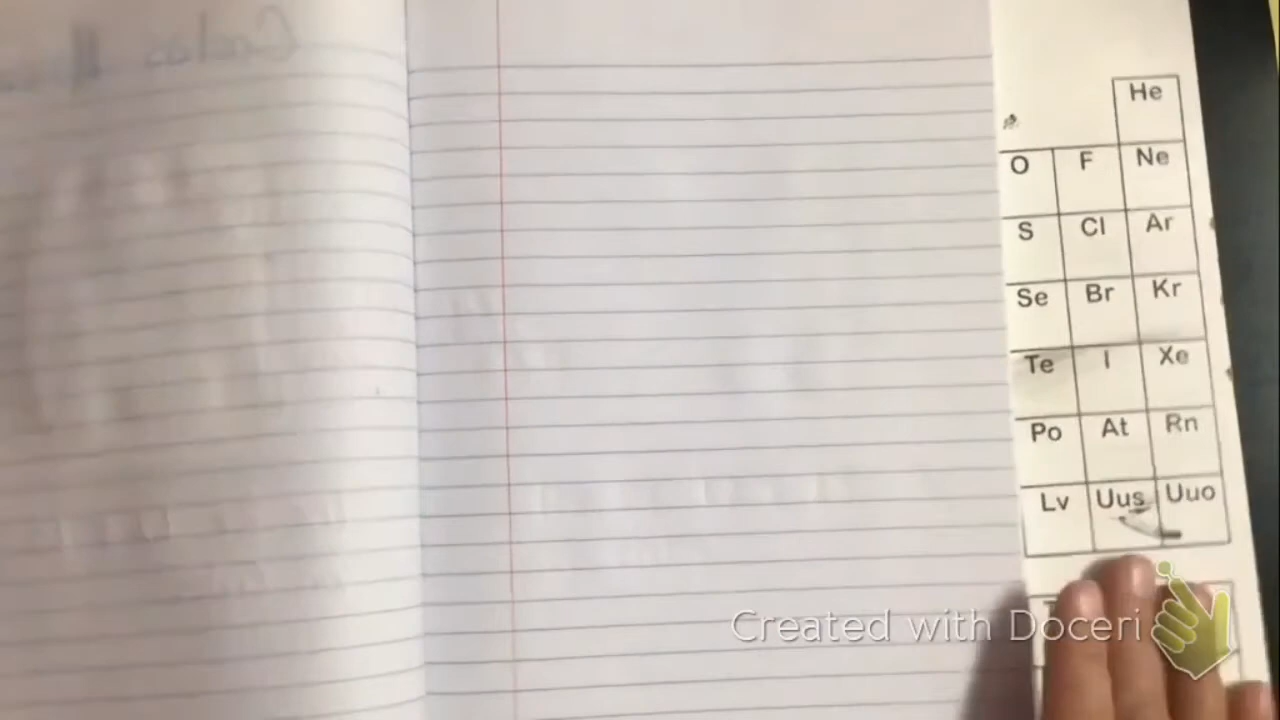 He
O F Ne
S Cl Ar
Se Br Kr
Te I Xe
Po At Rn
Lv Uus Uuo
Created with Doceri